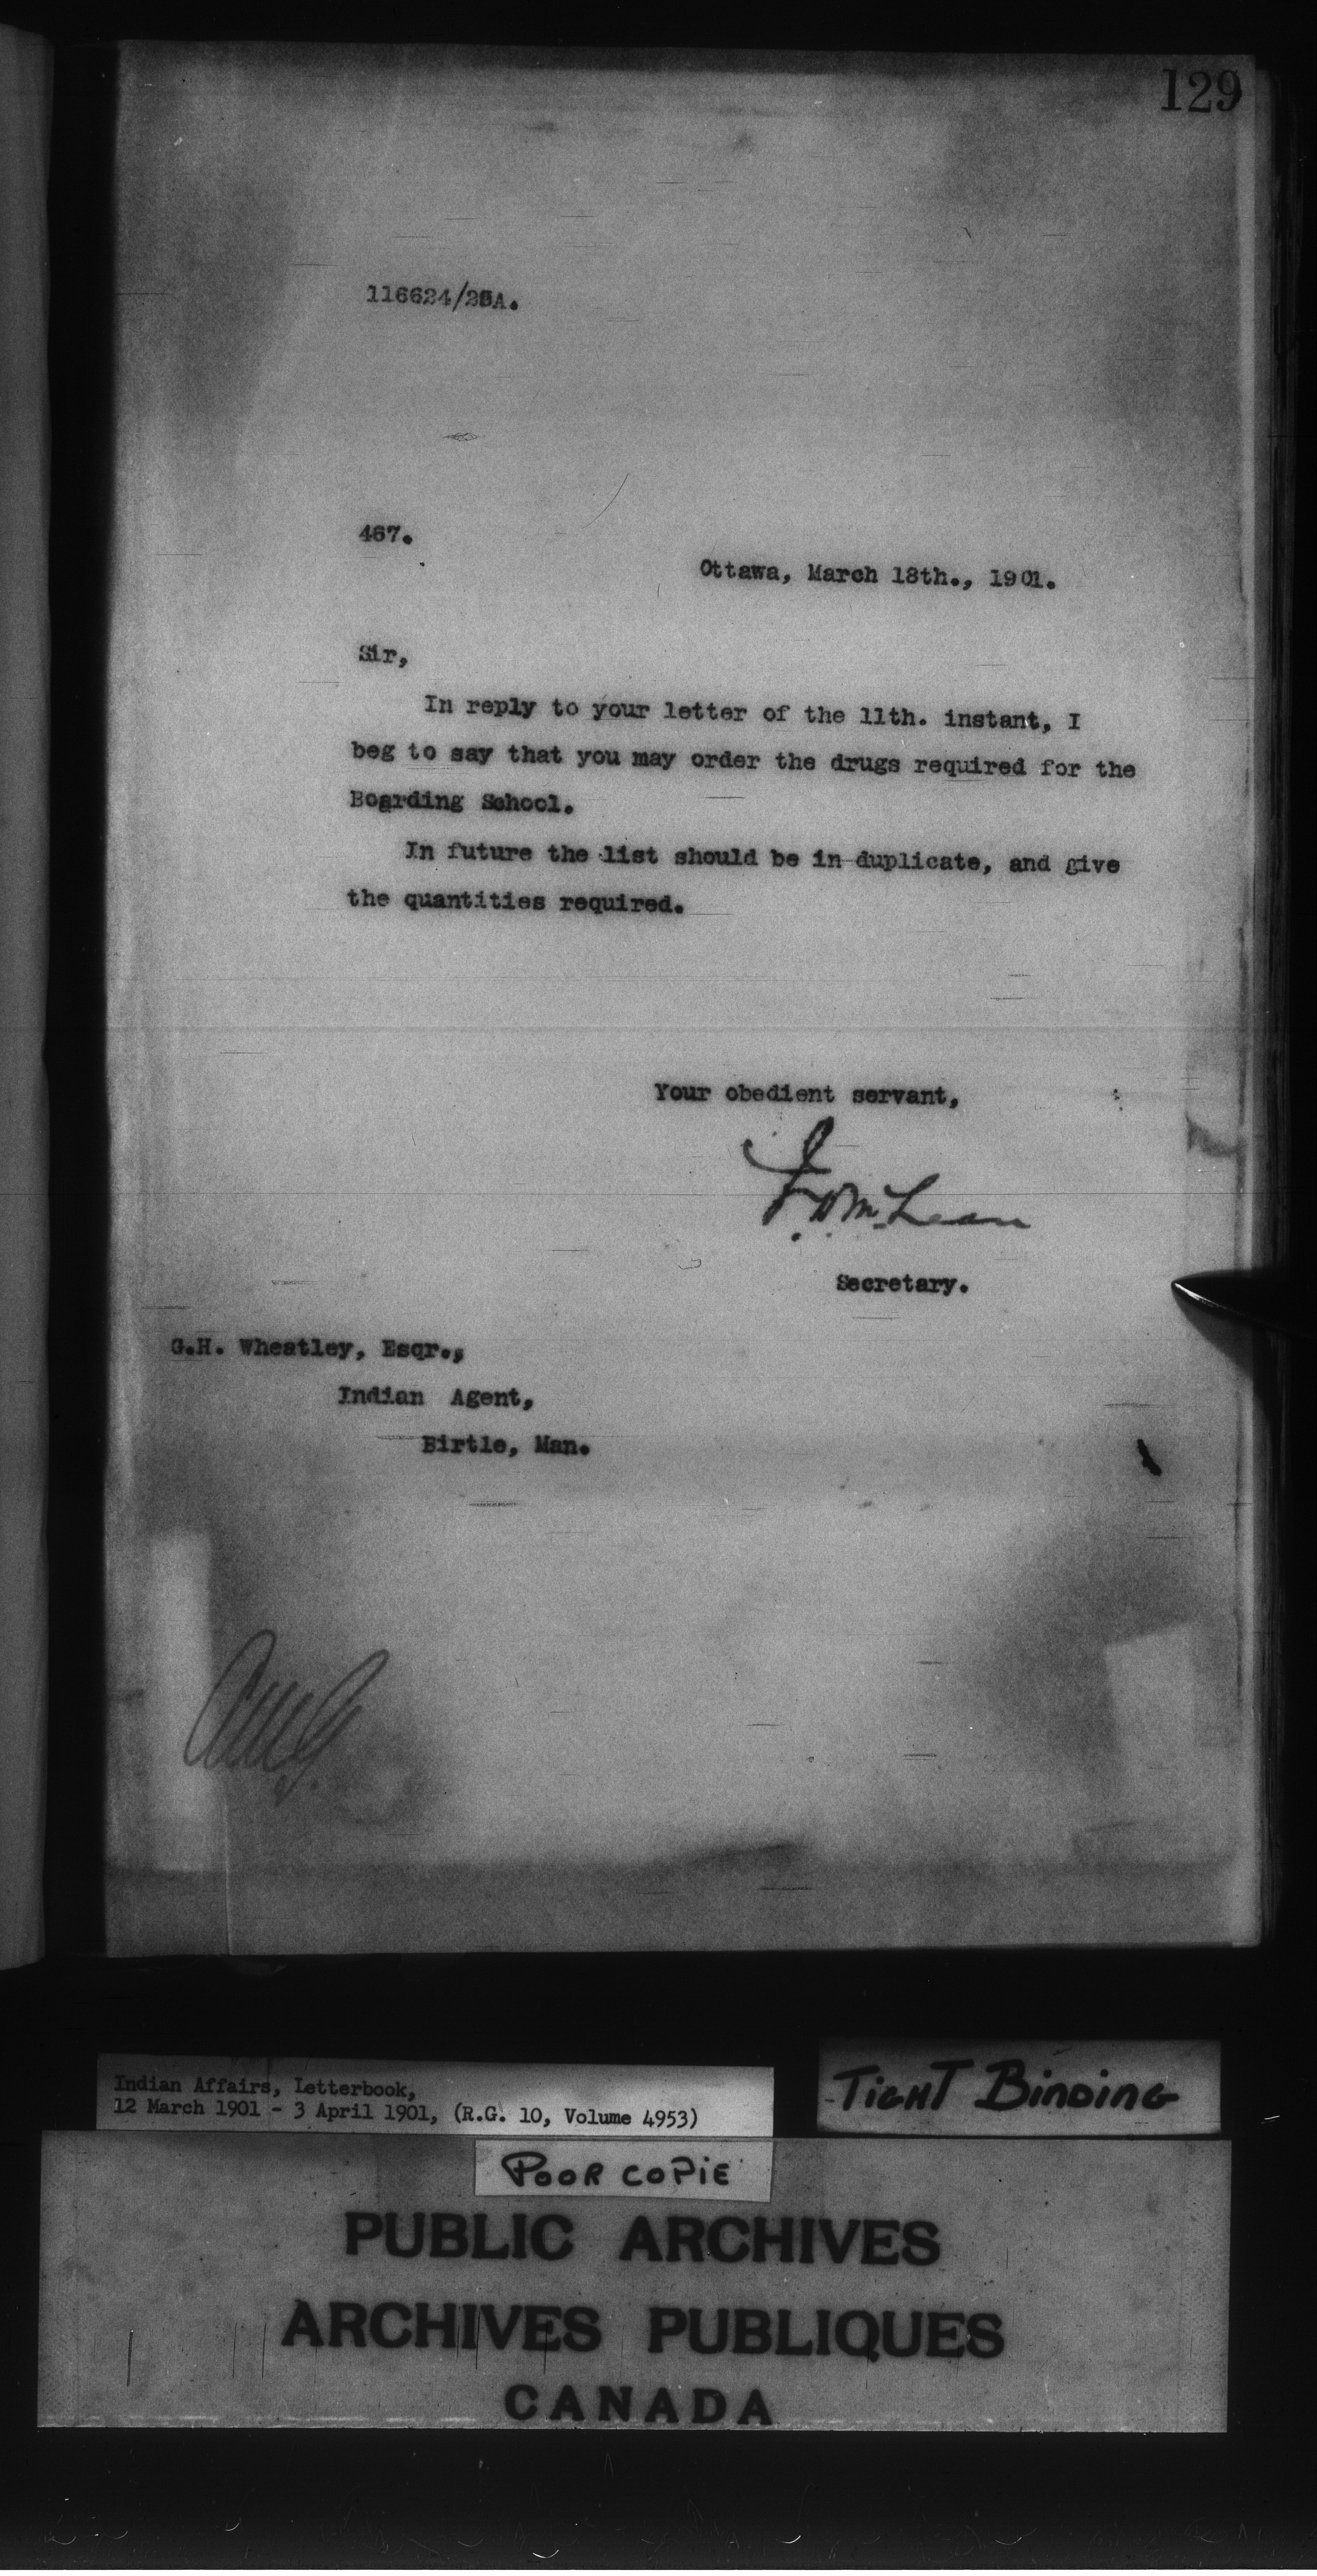 129
116624/25A.
467.
Ottawa, March 18th., 1901.
Sir,
In reply to your letter of the 11th. instant, I
beg to say that you may order the drugs required for the
Boarding School.
In future the list should be in duplicate, and give
the quantities required.
Your obedient servant,
J.D. McLean
Secretary.
G.H. Wheatley, Esqr.,
Indian Agent,
Birtle, Man.
Indian Affairs, Letterbook,
12 March 1901 - 3 April 1901, (R.G. 10, Volume 4953)
TIGHT BINDING
POOR COPIE
PUBLIC ARCHIVES
ARCHIVES PUBLIQUES
CANADA